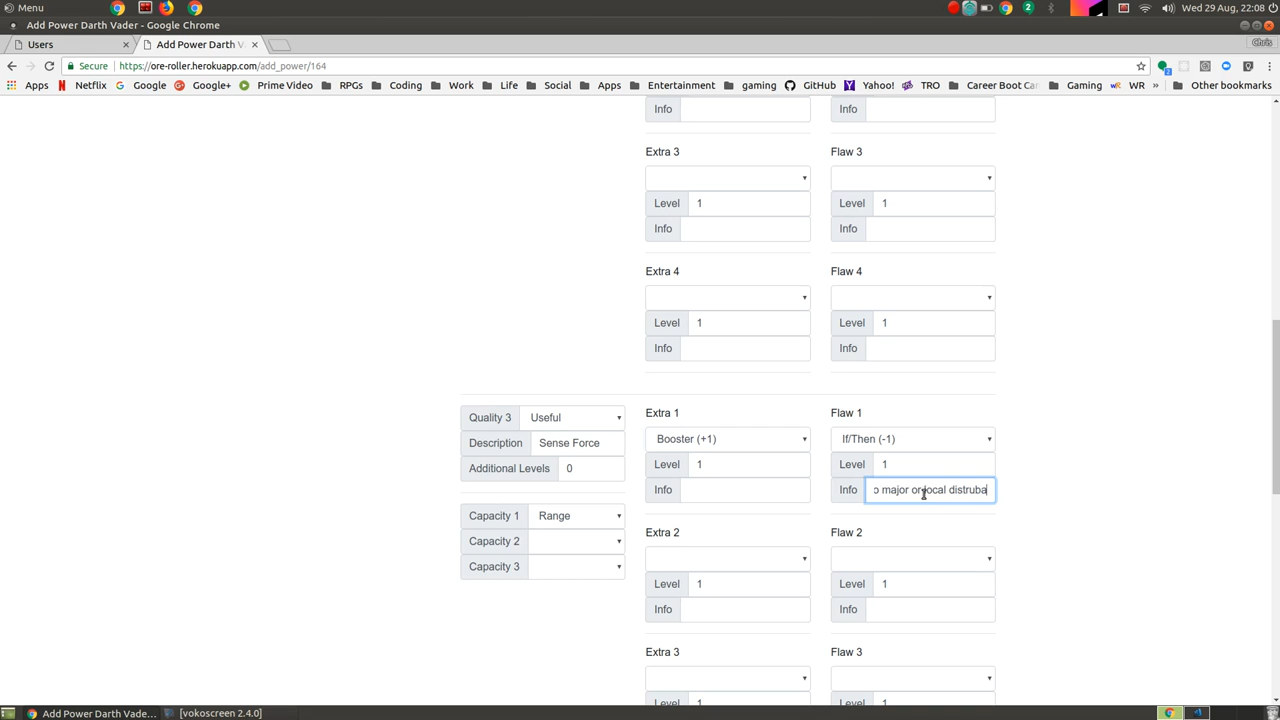 Menu
2
Wed 29 Aug, 22:08
Add Power Darth Vader - Google Chrome
Users
Add Power Darth V
Chris
Secure https://ore-roller.herokuapp.com/add_power/164
Apps Netflix Google Google+ Prime Video RPGs Coding Work Life Social Apps Entertainment gaming GitHub Yahoo! TRO Career Boot Ca Gaming WR » Other bookmarks
Info Info
Extra 3 Flaw 3
Level 1 Level 1
Info Info
Extra 4 Flaw 4
Level 1 Level 1
Info Info
Quality 3 Useful
Description Sense Force
Additional Levels 0
Capacity 1 Range
Capacity 2
Capacity 3
Extra 1 Flaw 1
Booster (+1) If/Then (-1)
Level 1 Level 1
Info Info o major or local distruba
Extra 2 Flaw 2
Level 1 Level 1
Info Info
Extra 3 Flaw 3
Level 1 Level 1
Add Power Darth Vade... [vokoscreen 2.4.0]